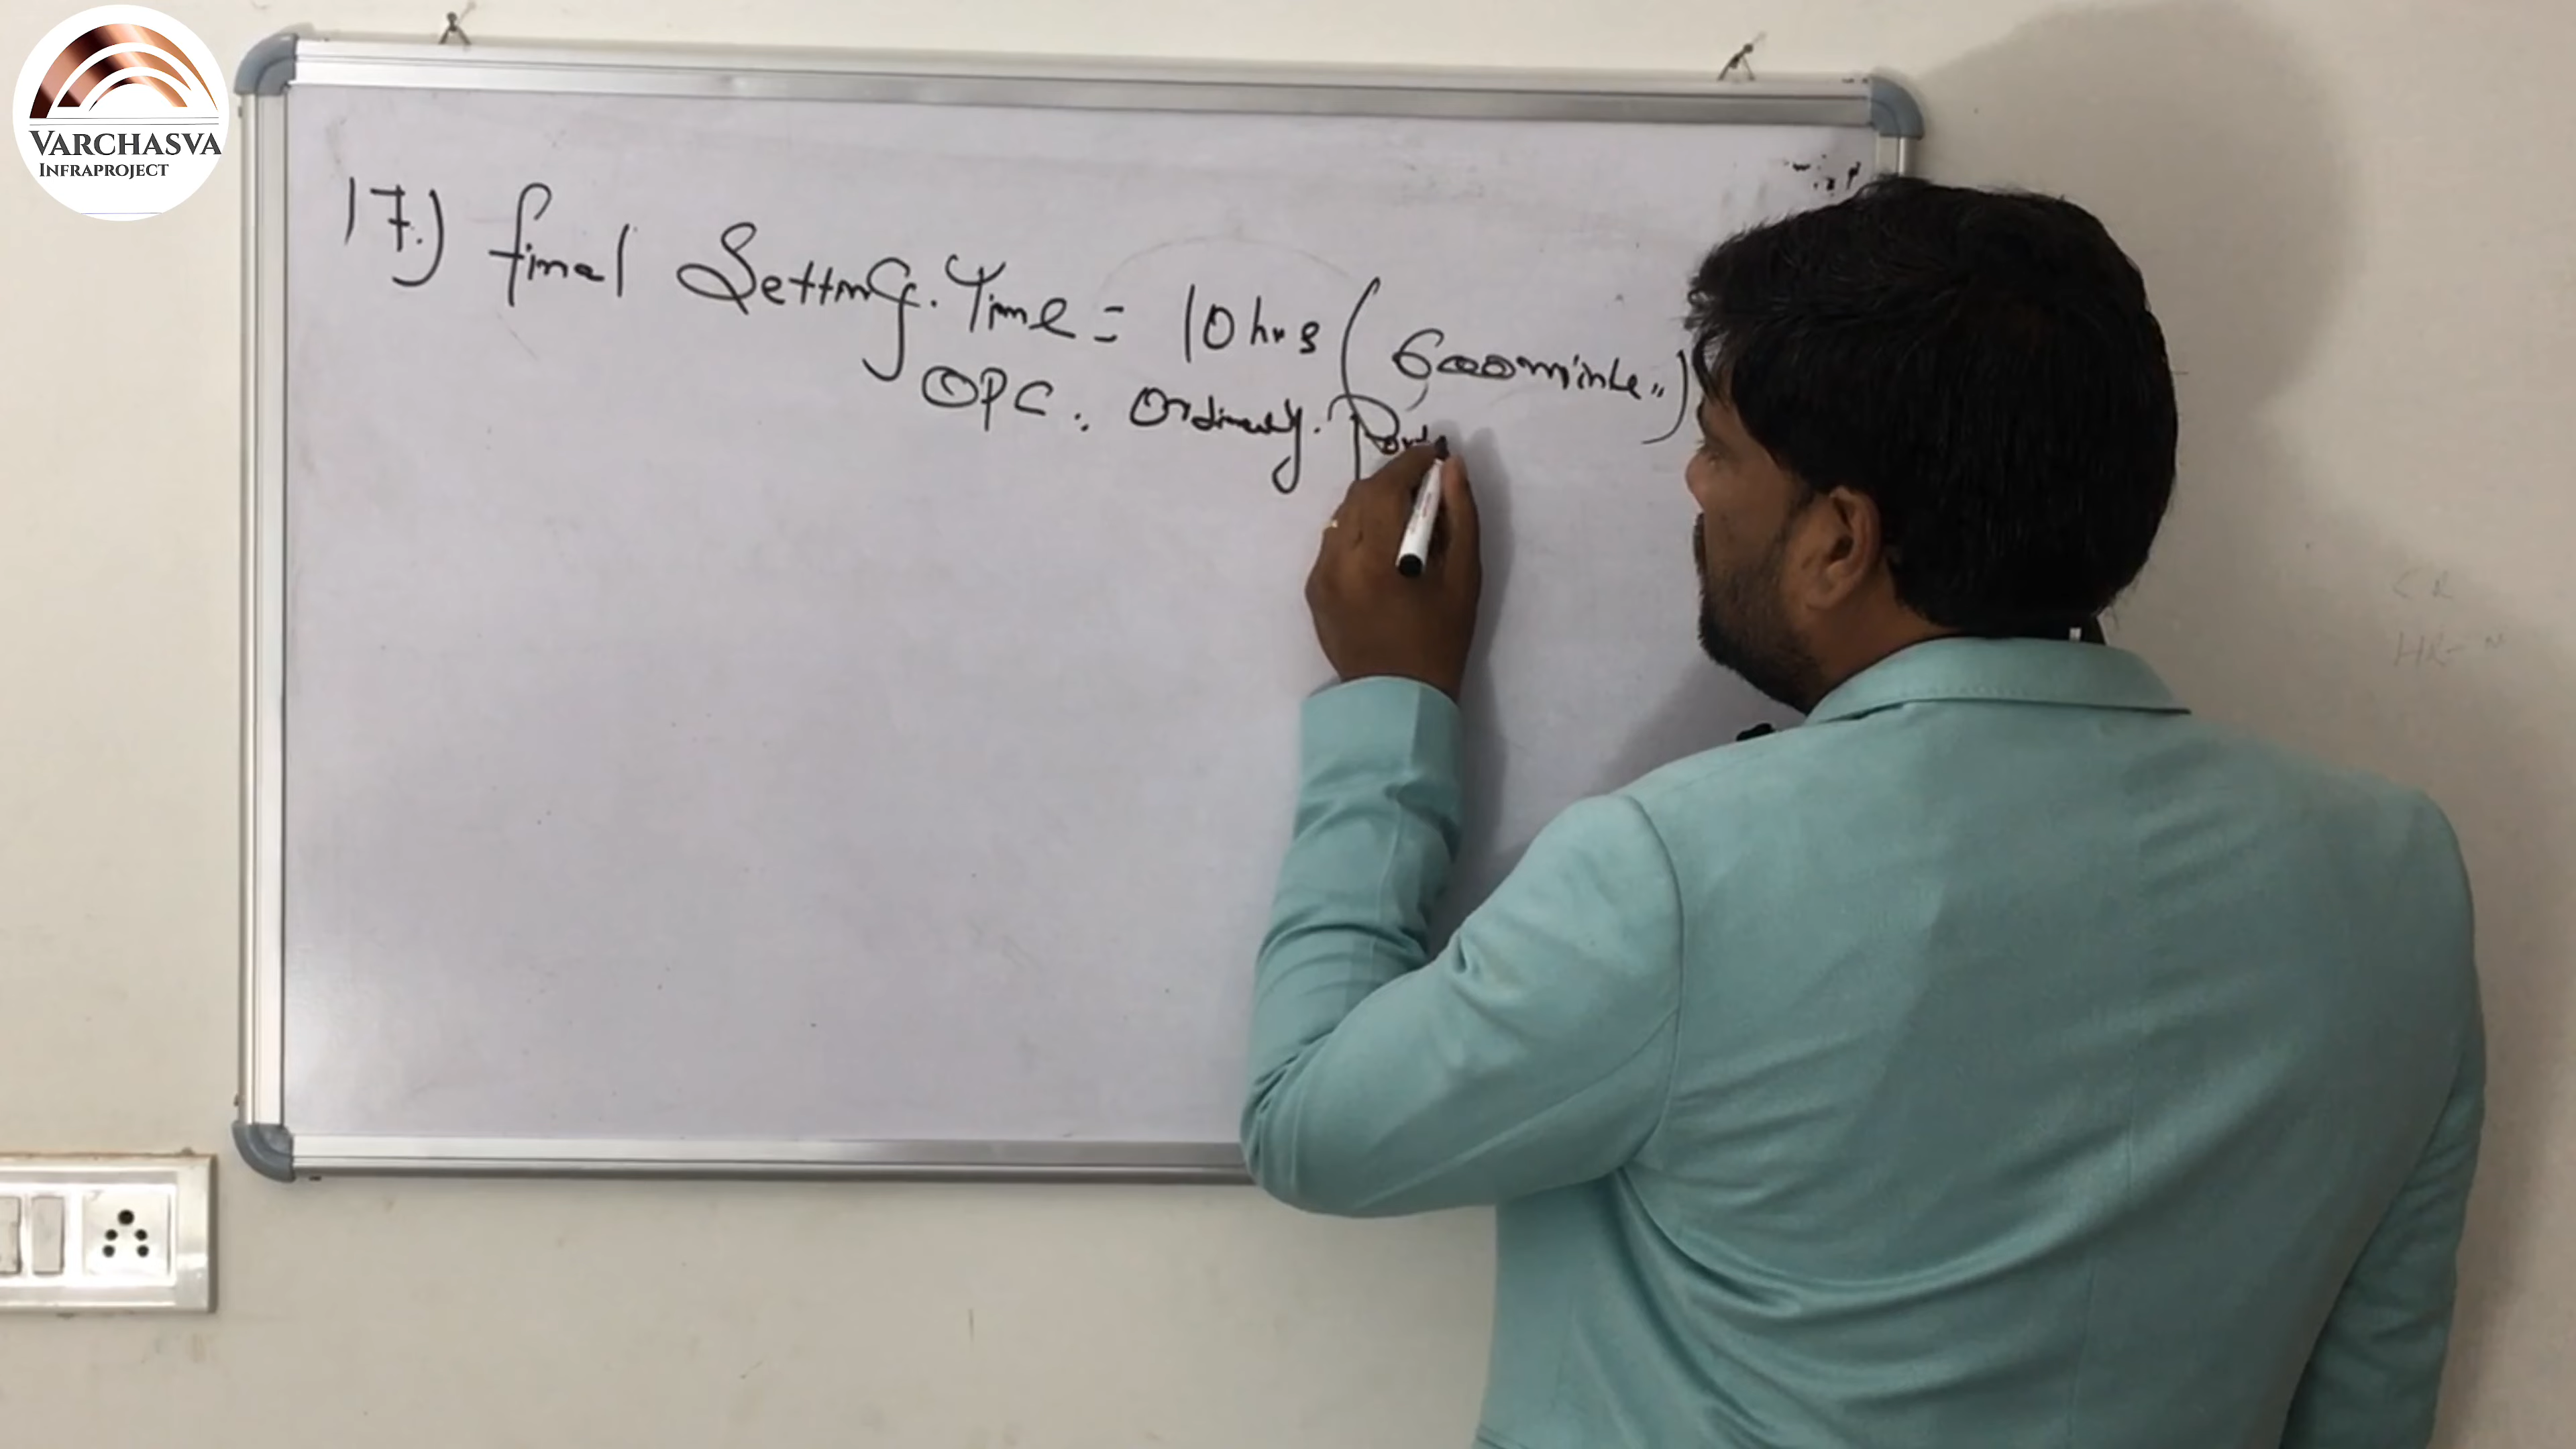 VARCHASVA
INFRAPROJECT
17.) final Setting. Time = 10 hrs ( 600 minute ,, )
OPC . Ordinary.